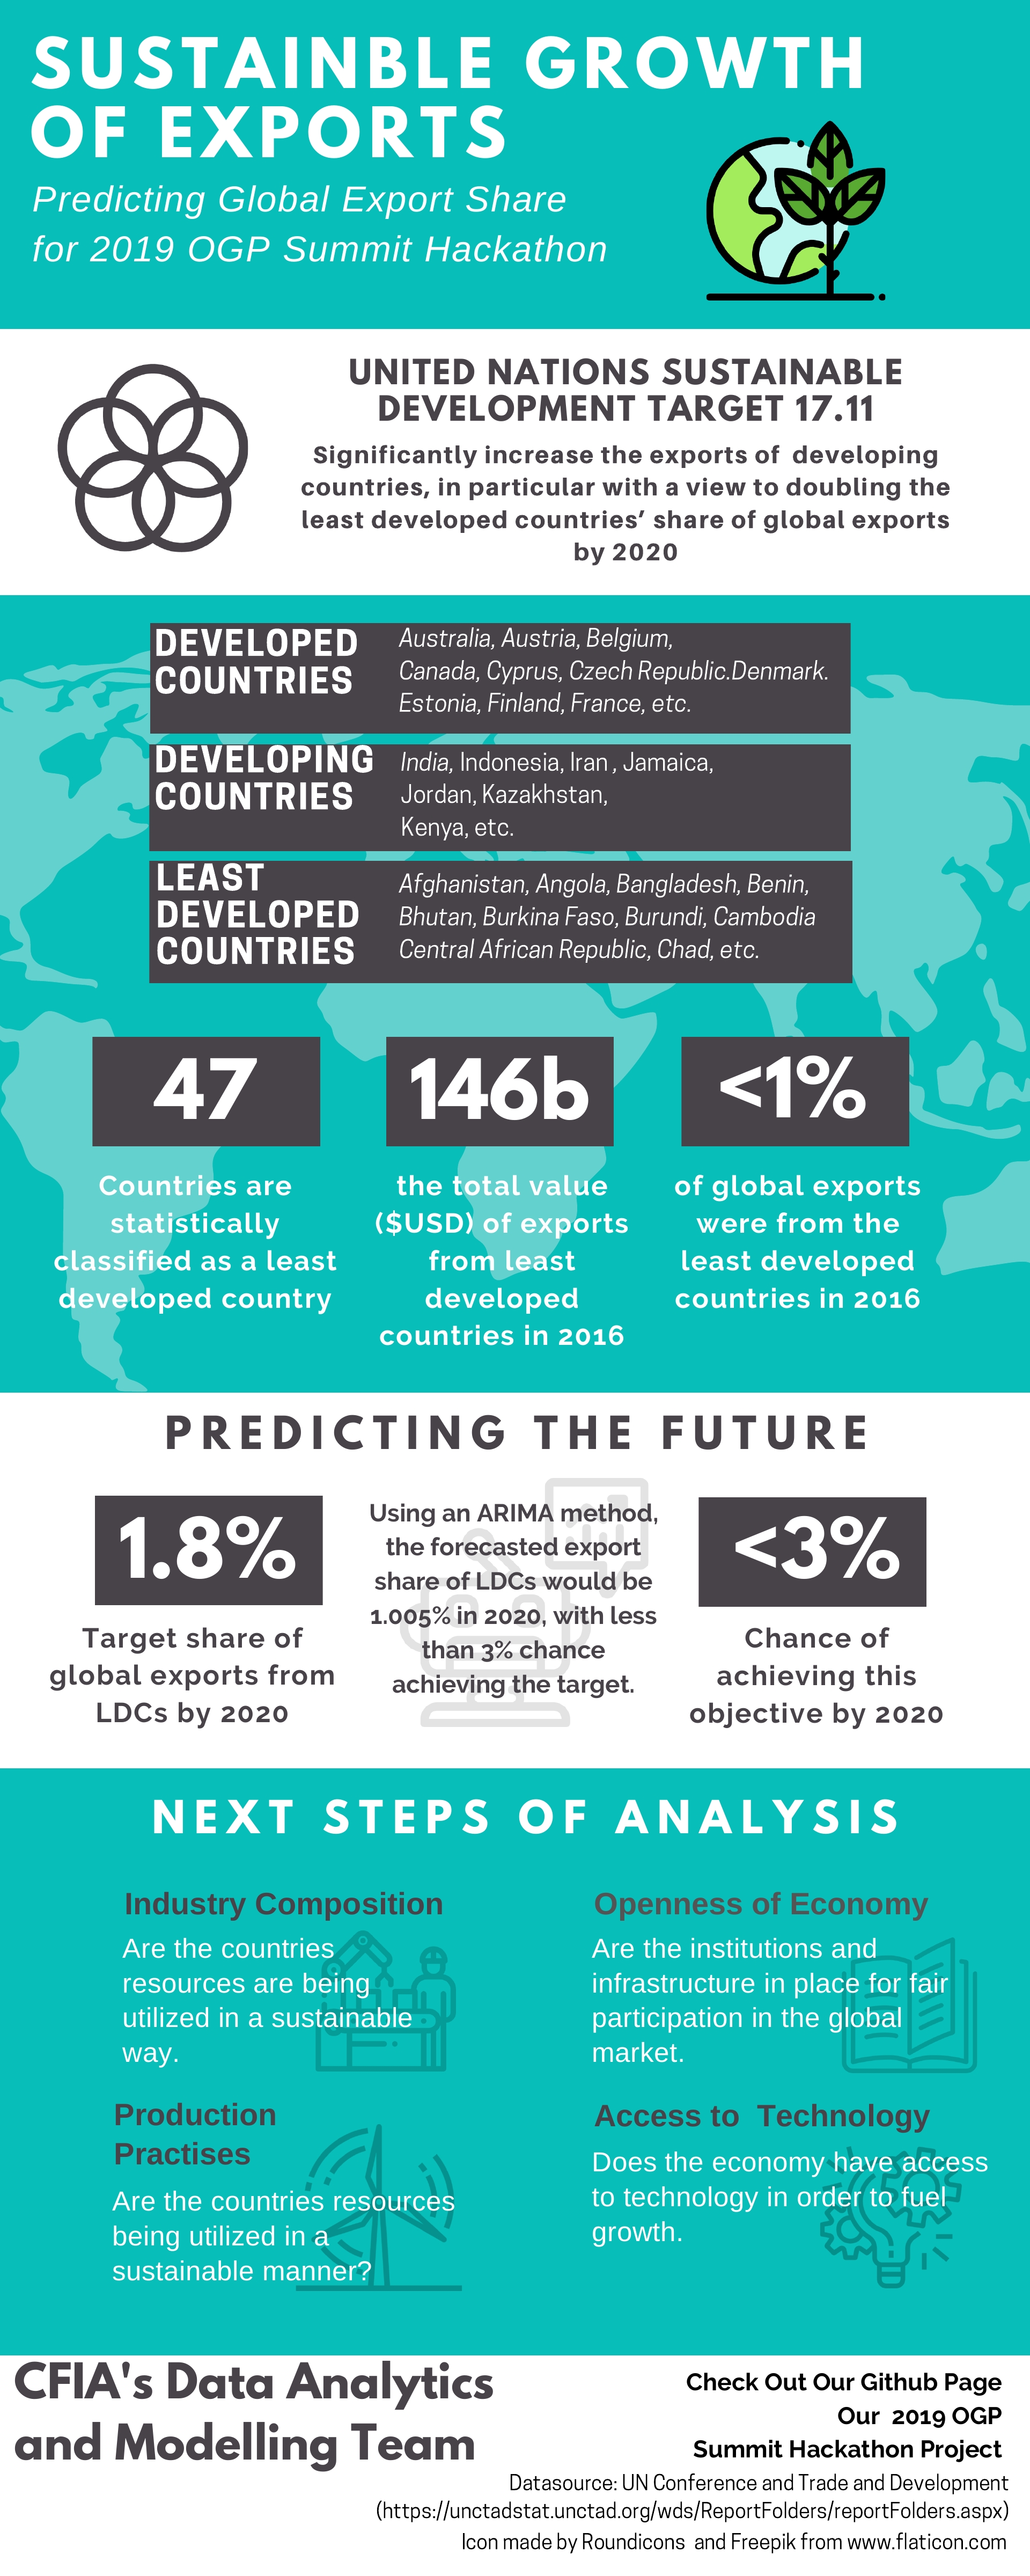 SUSTAINBLE GROWTH
OF EXPORTS
Predicting Global Export Share
for 2019 OGP Summit Hackathon
UNITED NATIONS SUSTAINABLE
DEVELOPMENT TARGET 17.11
Significantly increase the exports of developing
countries, in particular with a view to doubling the
least developed countries’ share of global exports
by 2020
DEVELOPED
COUNTRIES
Australia, Austria, Belgium,
Canada, Cyprus, Czech Republic.Denmark.
Estonia, Finland, France, etc.
DEVELOPING
COUNTRIES
India, Indonesia, Iran , Jamaica,
Jordan, Kazakhstan,
Kenya, etc.
LEAST
DEVELOPED
COUNTRIES
Afghanistan, Angola, Bangladesh, Benin,
Bhutan, Burkina Faso, Burundi, Cambodia
Central African Republic, Chad, etc.
47
Countries are
statistically
classified as a least
developed country
146b
the total value
($USD) of exports
from least
developed
countries in 2016
<1%
of global exports
were from the
least developed
countries in 2016
PREDICTING THE FUTURE
1.8%
Target share of
global exports from
LDCs by 2020
Using an ARIMA method,
the forecasted export
share of LDCs would be
1.005% in 2020, with less
than 3% chance
achieving the target.
<3%
Chance of
achieving this
objective by 2020
NEXT STEPS OF ANALYSIS
Industry Composition
Are the countries
resources are being
utilized in a sustainable
way.
Openness of Economy
Are the institutions and
infrastructure in place for fair
participation in the global
market.
Production
Practises
Are the countries resources
being utilized in a
sustainable manner?
Access to Technology
Does the economy have access
to technology in order to fuel
growth.
CFIA's Data Analytics
and Modelling Team
Check Out Our Github Page
Our 2019 OGP
Summit Hackathon Project
Datasource: UN Conference and Trade and Development
(https://unctadstat.unctad.org/wds/ReportFolders/reportFolders.aspx)
Icon made by Roundicons and Freepik from www.flaticon.com